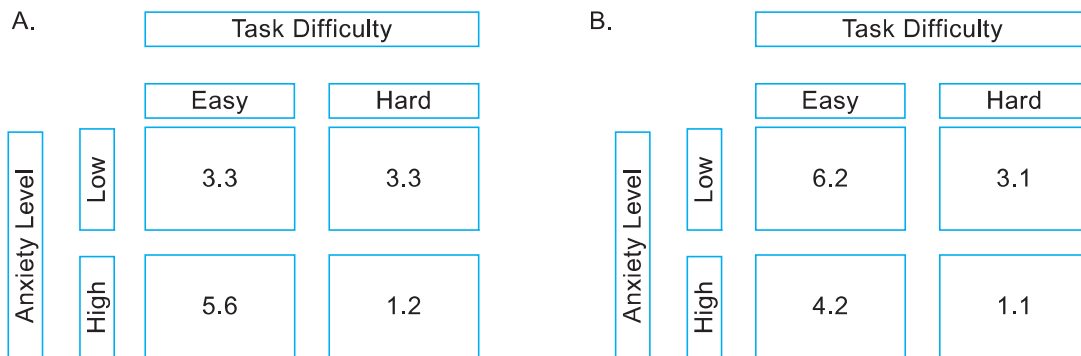 A.
Task Difficulty
Easy Hard
Anxiety Level
Low
3.3 3.3
High
5.6 1.2
B.
Task Difficulty
Easy Hard
Anxiety Level
Low
6.2 3.1
High
4.2 1.1